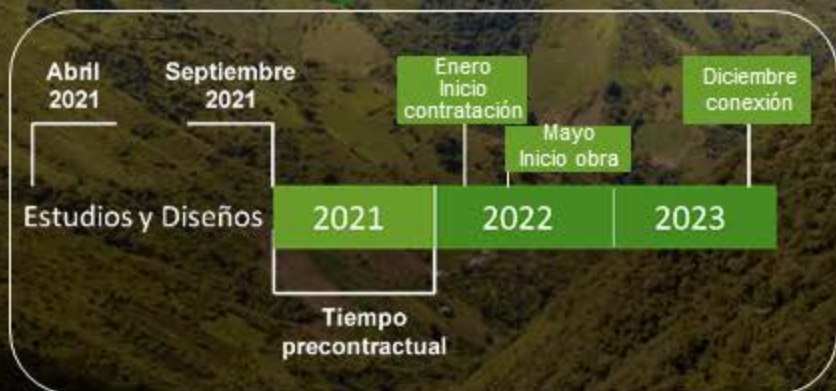 Abril
2021
Septiembre
2021
Enero
Inicio
contratación
Mayo
Inicio obra
Diciembre
conexión
Estudios y Diseños
2021
2022
2023
Tiempo
precontractual